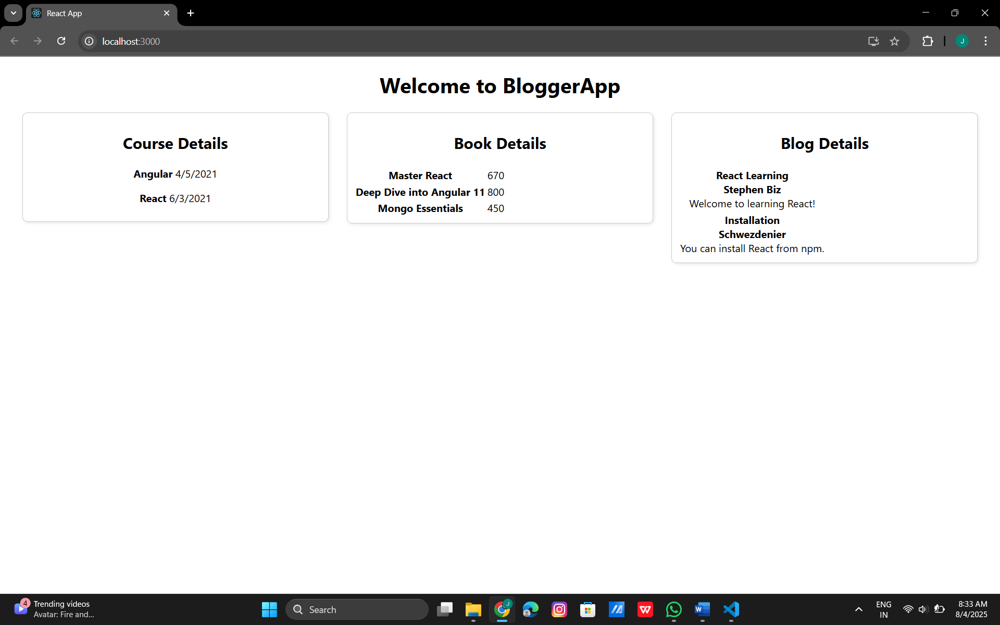 React App
localhost:3000
J
Welcome to BloggerApp
Course Details
Angular 4/5/2021
React 6/3/2021
Book Details
Master React 670
Deep Dive into Angular 11 800
Mongo Essentials 450
Blog Details
React Learning
Stephen Biz
Welcome to learning React!
Installation
Schwezdenier
You can install React from npm.
4
Trending videos
Avatar: Fire and...
Search
J
W
W
ENG
IN
8:33 AM
8/4/2025